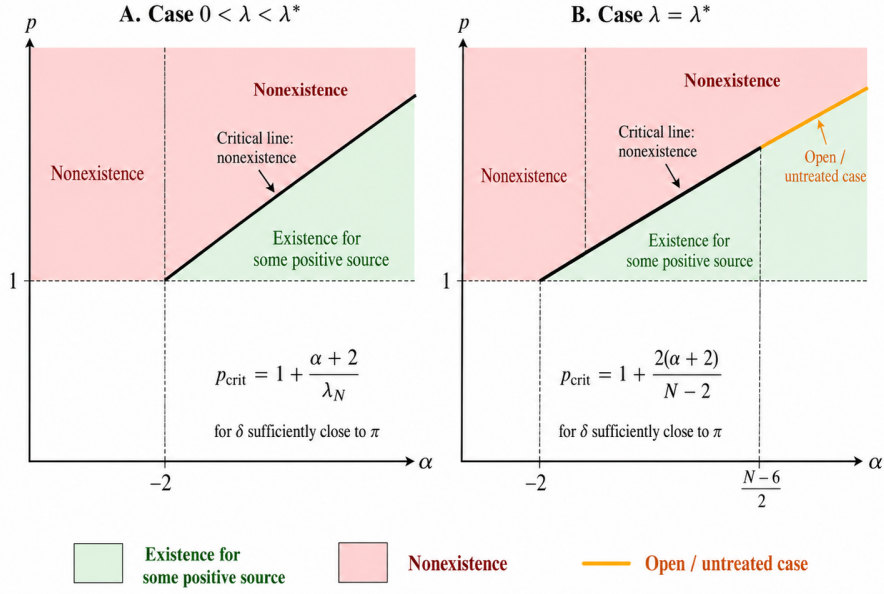 A. Case 0 < λ < λ*
p
Nonexistence
Critical line:
nonexistence
Nonexistence
Existence for
some positive source
1
p_crit = 1 + (α + 2)/λ_N
for δ sufficiently close to π
α
−2
B. Case λ = λ*
p
Nonexistence
Critical line:
nonexistence
Open /
untreated case
Nonexistence
Existence for
some positive source
1
p_crit = 1 + 2(α + 2)/(N − 2)
for δ sufficiently close to π
α
−2
(N − 6)/2
Existence for
some positive source
Nonexistence
Open / untreated case